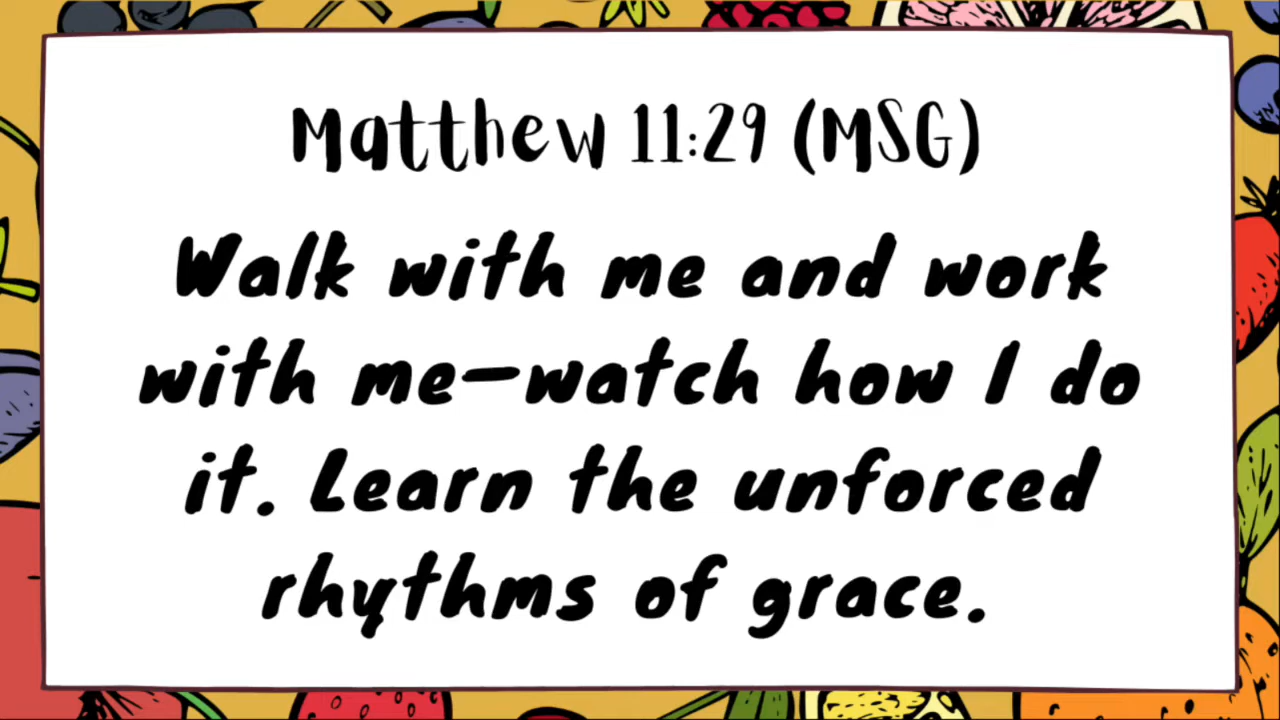 Matthew 11:29 (MSG)
Walk with me and work
with me—watch how I do
it. Learn the unforced
rhythms of grace.